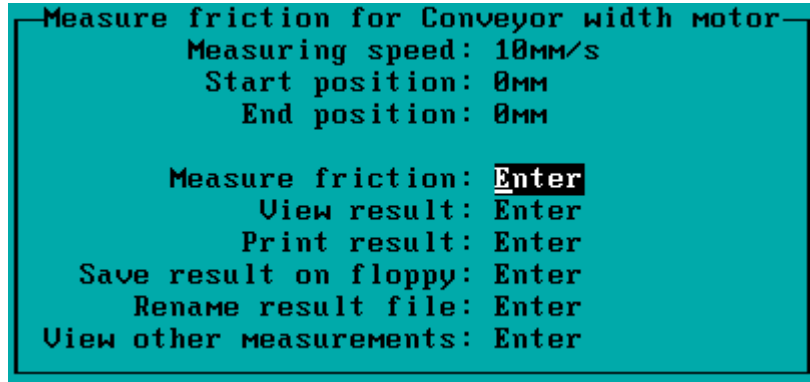 Measure friction for Conveyor width motor
Measuring speed: 10mm/s
Start position: 0mm
End position: 0mm
Measure friction: Enter
View result: Enter
Print result: Enter
Save result on floppy: Enter
Rename result file: Enter
View other measurements: Enter